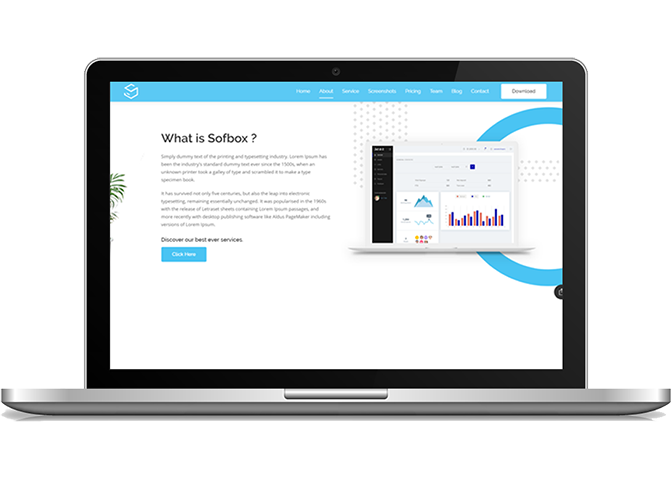 Home About Service Screenshots Pricing Team Blog Contact Download
What is Sofbox ?
Simply dummy text of the printing and typesetting industry. Lorem Ipsum has
been the industry's standard dummy text ever since the 1500s, when an
unknown printer took a galley of type and scrambled it to make a type
specimen book.
It has survived not only five centuries, but also the leap into electronic
typesetting, remaining essentially unchanged. It was popularised in the 1960s
with the release of Letraset sheets containing Lorem Ipsum passages, and
more recently with desktop publishing software like Aldus PageMaker including
versions of Lorem Ipsum.
Discover our best ever services.
Click Here